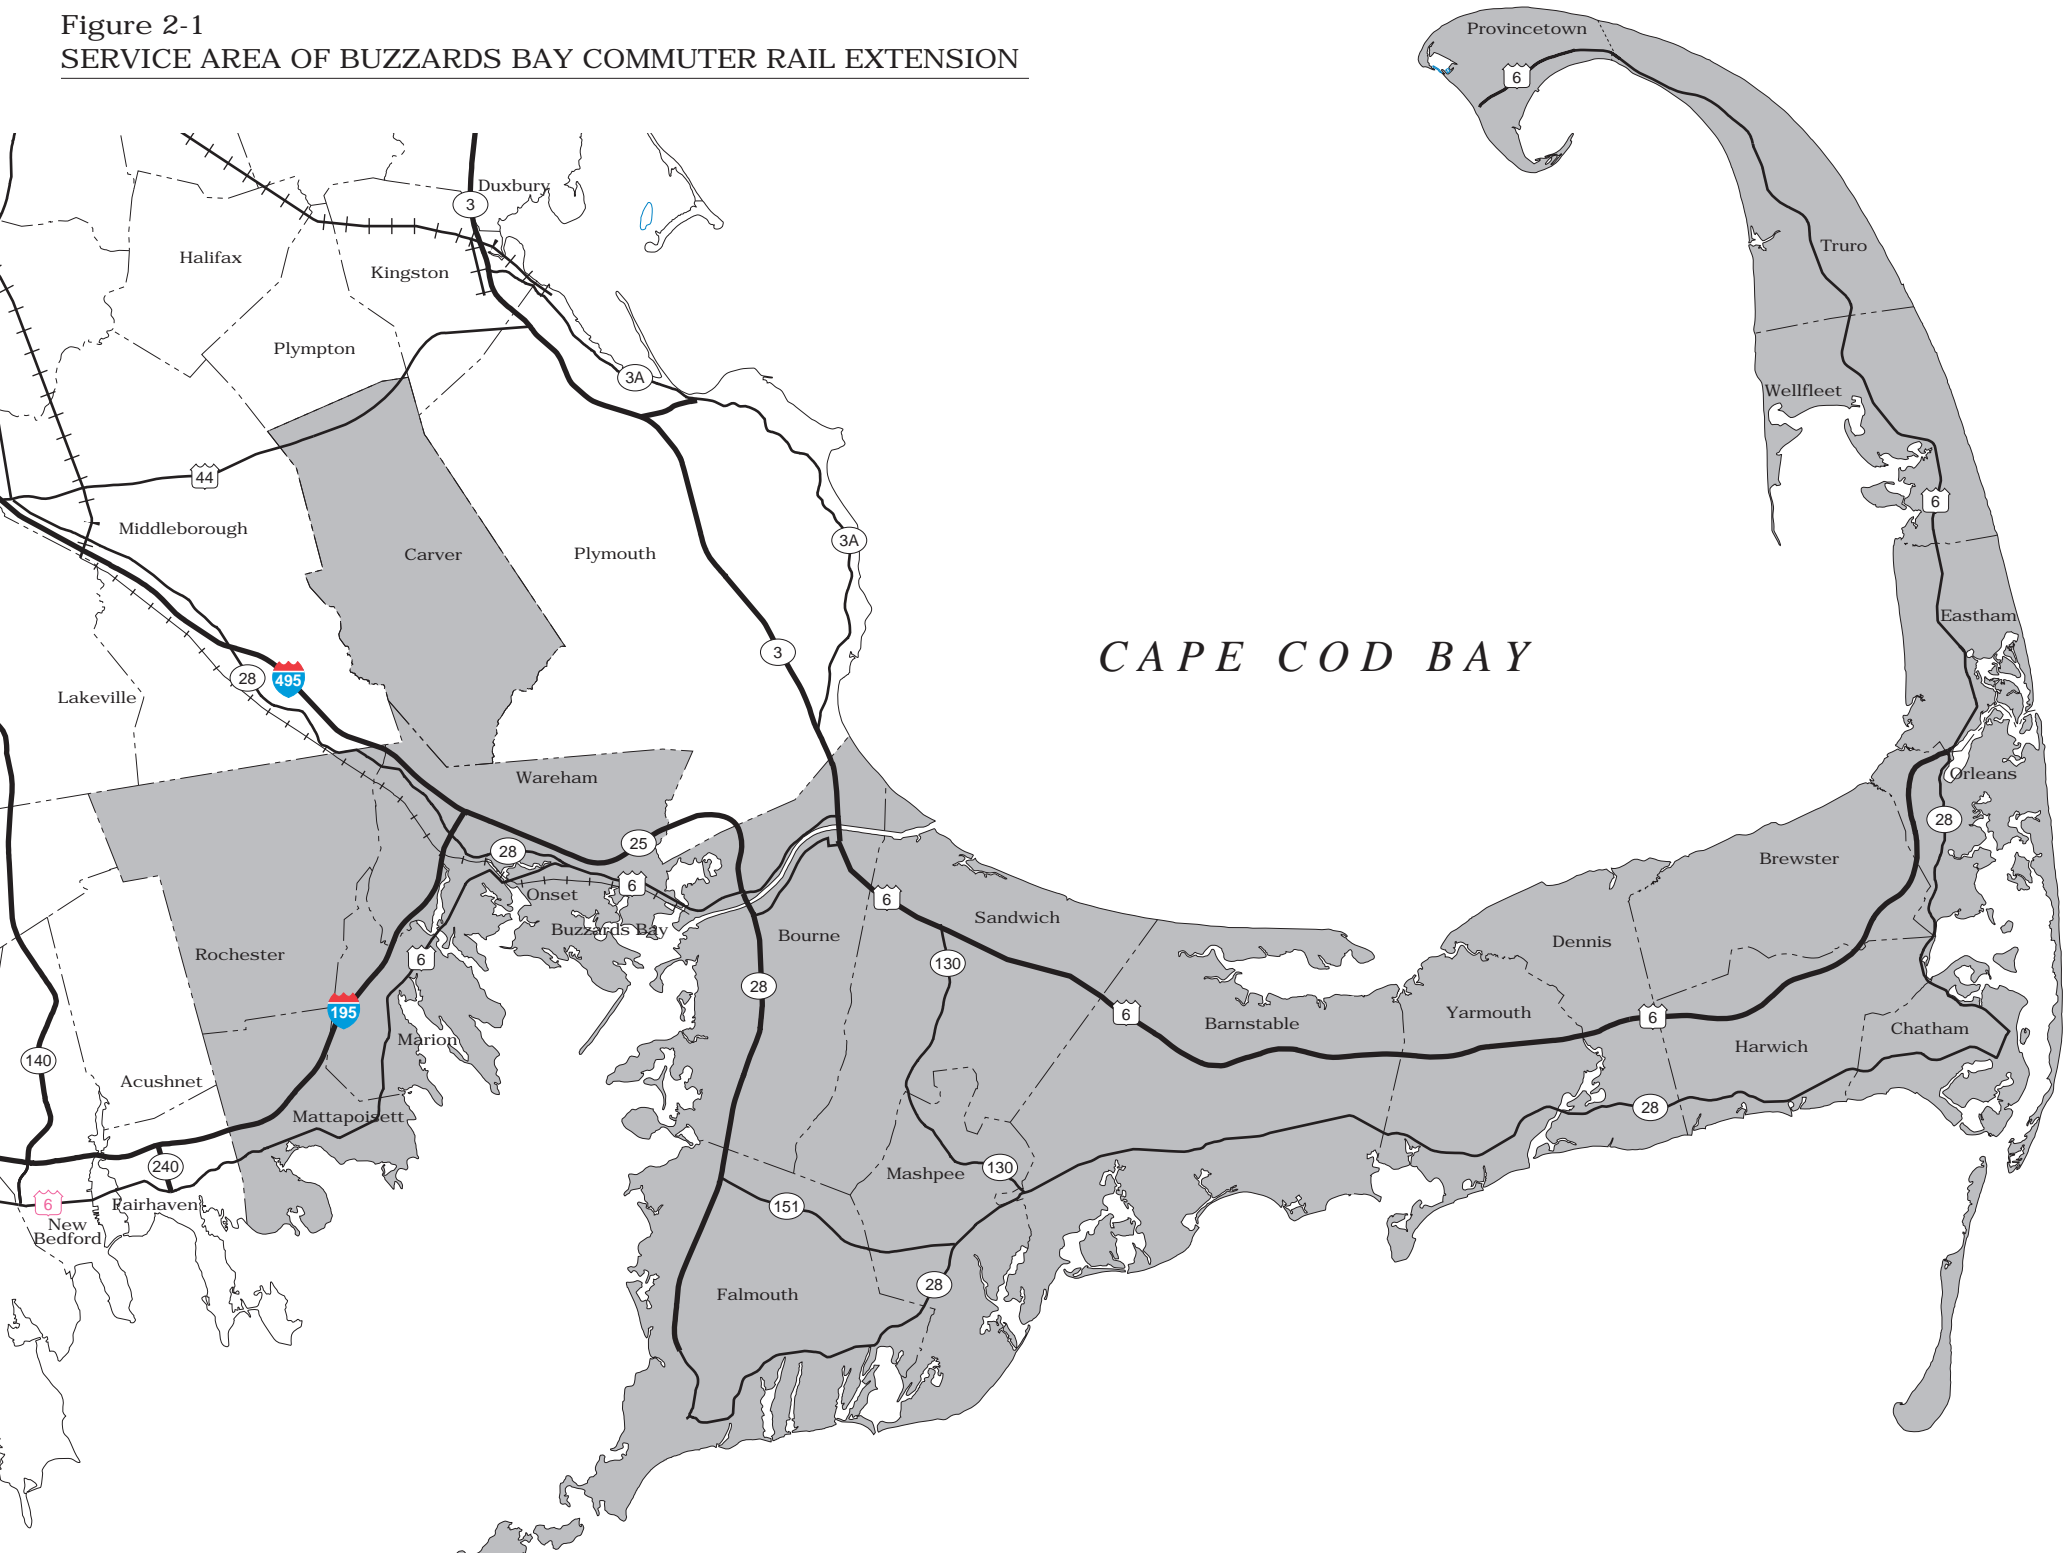 Figure 2-1
SERVICE AREA OF BUZZARDS BAY COMMUTER RAIL EXTENSION
Provincetown
6
Duxbury
3
Truro
Halifax
Kingston
Plympton
3A
Wellfleet
44
6
Middleborough
3A
Carver
Plymouth
Eastham
3
CAPE COD BAY
28
495
Lakeville
Wareham
Orleans
28
25
28
Brewster
6
Onset
6
Sandwich
Buzzards Bay
Bourne
Dennis
Rochester
6
130
28
195
6
Barnstable
Yarmouth
6
Chatham
Marion
Harwich
140
Acushnet
28
Mattapoisett
240
130
Mashpee
6
Fairhaven
151
New
Bedford
28
Falmouth